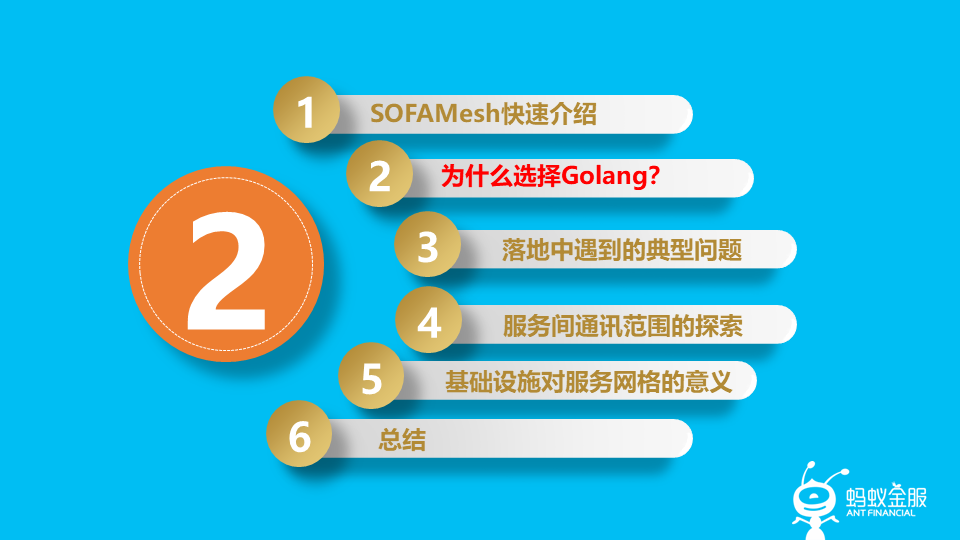 2
1
SOFAMesh快速介绍
2
为什么选择Golang?
3
落地中遇到的典型问题
4
服务间通讯范围的探索
5
基础设施对服务网格的意义
6
总结
蚂蚁金服
ANT FINANCIAL